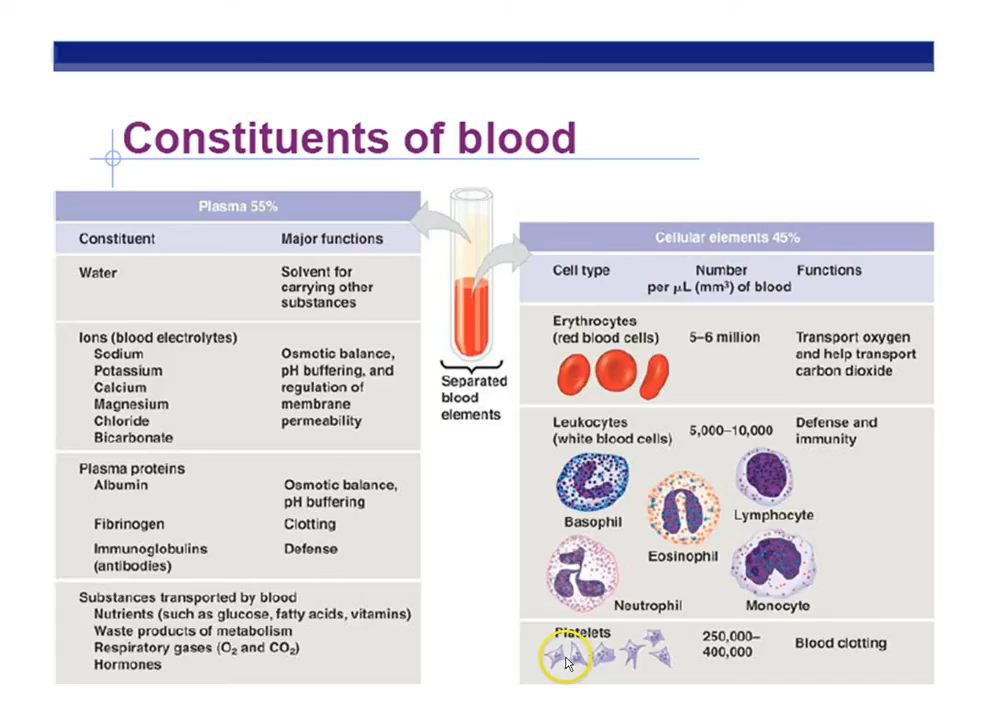 Constituents of blood
Plasma 55%
Constituent Major functions
Water Solvent for
carrying other
substances
Ions (blood electrolytes)
Sodium Osmotic balance,
Potassium pH buffering, and
Calcium regulation of
Magnesium membrane
Chloride permeability
Bicarbonate
Plasma proteins
Albumin Osmotic balance,
pH buffering
Fibrinogen Clotting
Immunoglobulins Defense
(antibodies)
Substances transported by blood
Nutrients (such as glucose, fatty acids, vitamins)
Waste products of metabolism
Respiratory gases (O₂ and CO₂)
Hormones
Separated
blood
elements
Cellular elements 45%
Cell type Number Functions
per µL (mm³) of blood
Erythrocytes
(red blood cells) 5–6 million Transport oxygen
and help transport
carbon dioxide
Leukocytes Defense and
(white blood cells) 5,000–10,000 immunity
Basophil
Lymphocyte
Eosinophil
Neutrophil
Monocyte
Platelets 250,000–
400,000 Blood clotting